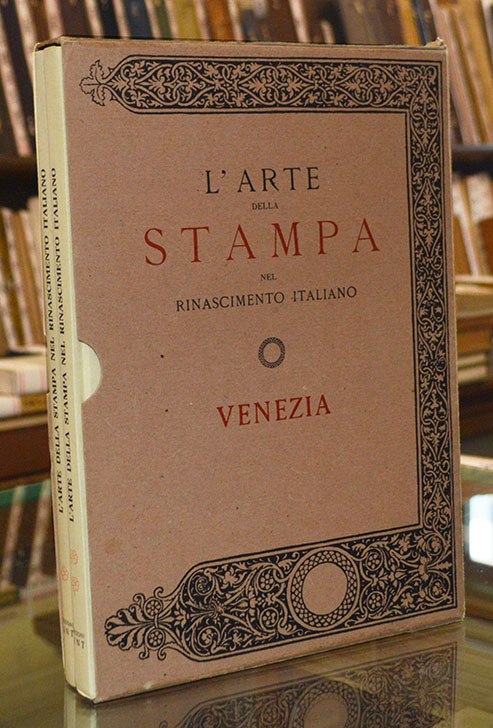 L'ARTE
DELLA
STAMPA
NEL
RINASCIMENTO ITALIANO
VENEZIA
L'ARTE DELLA STAMPA NEL RINASCIMENTO ITALIANO
L'ARTE DELLA STAMPA NEL RINASCIMENTO ITALIANO